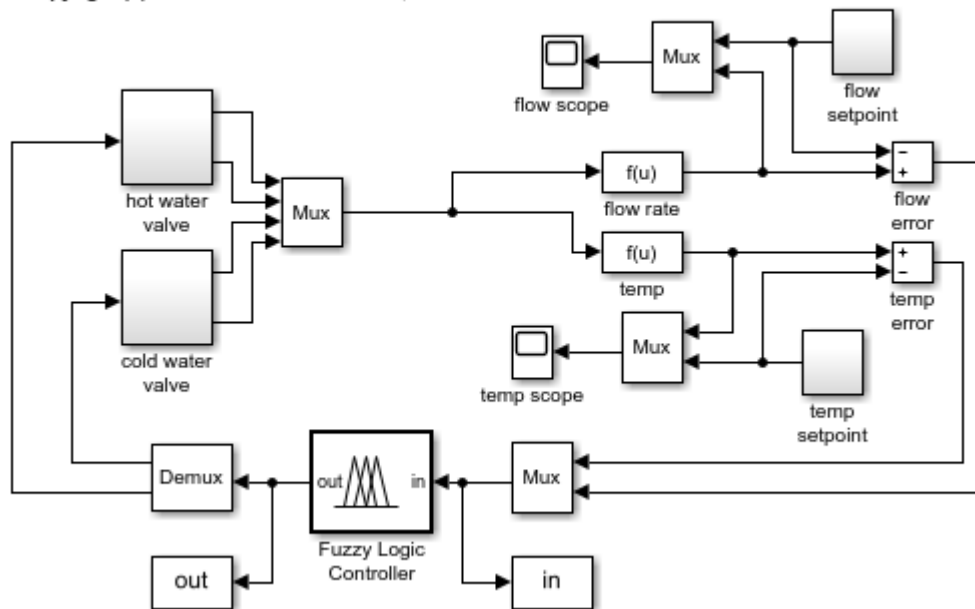 Mux
flow scope
flow
setpoint
hot water
valve
Mux
f(u)
flow rate
−
+
flow
error
f(u)
temp
+
−
temp
error
cold water
valve
Mux
temp scope
temp
setpoint
Demux
out
in
Fuzzy Logic
Controller
Mux
out
in